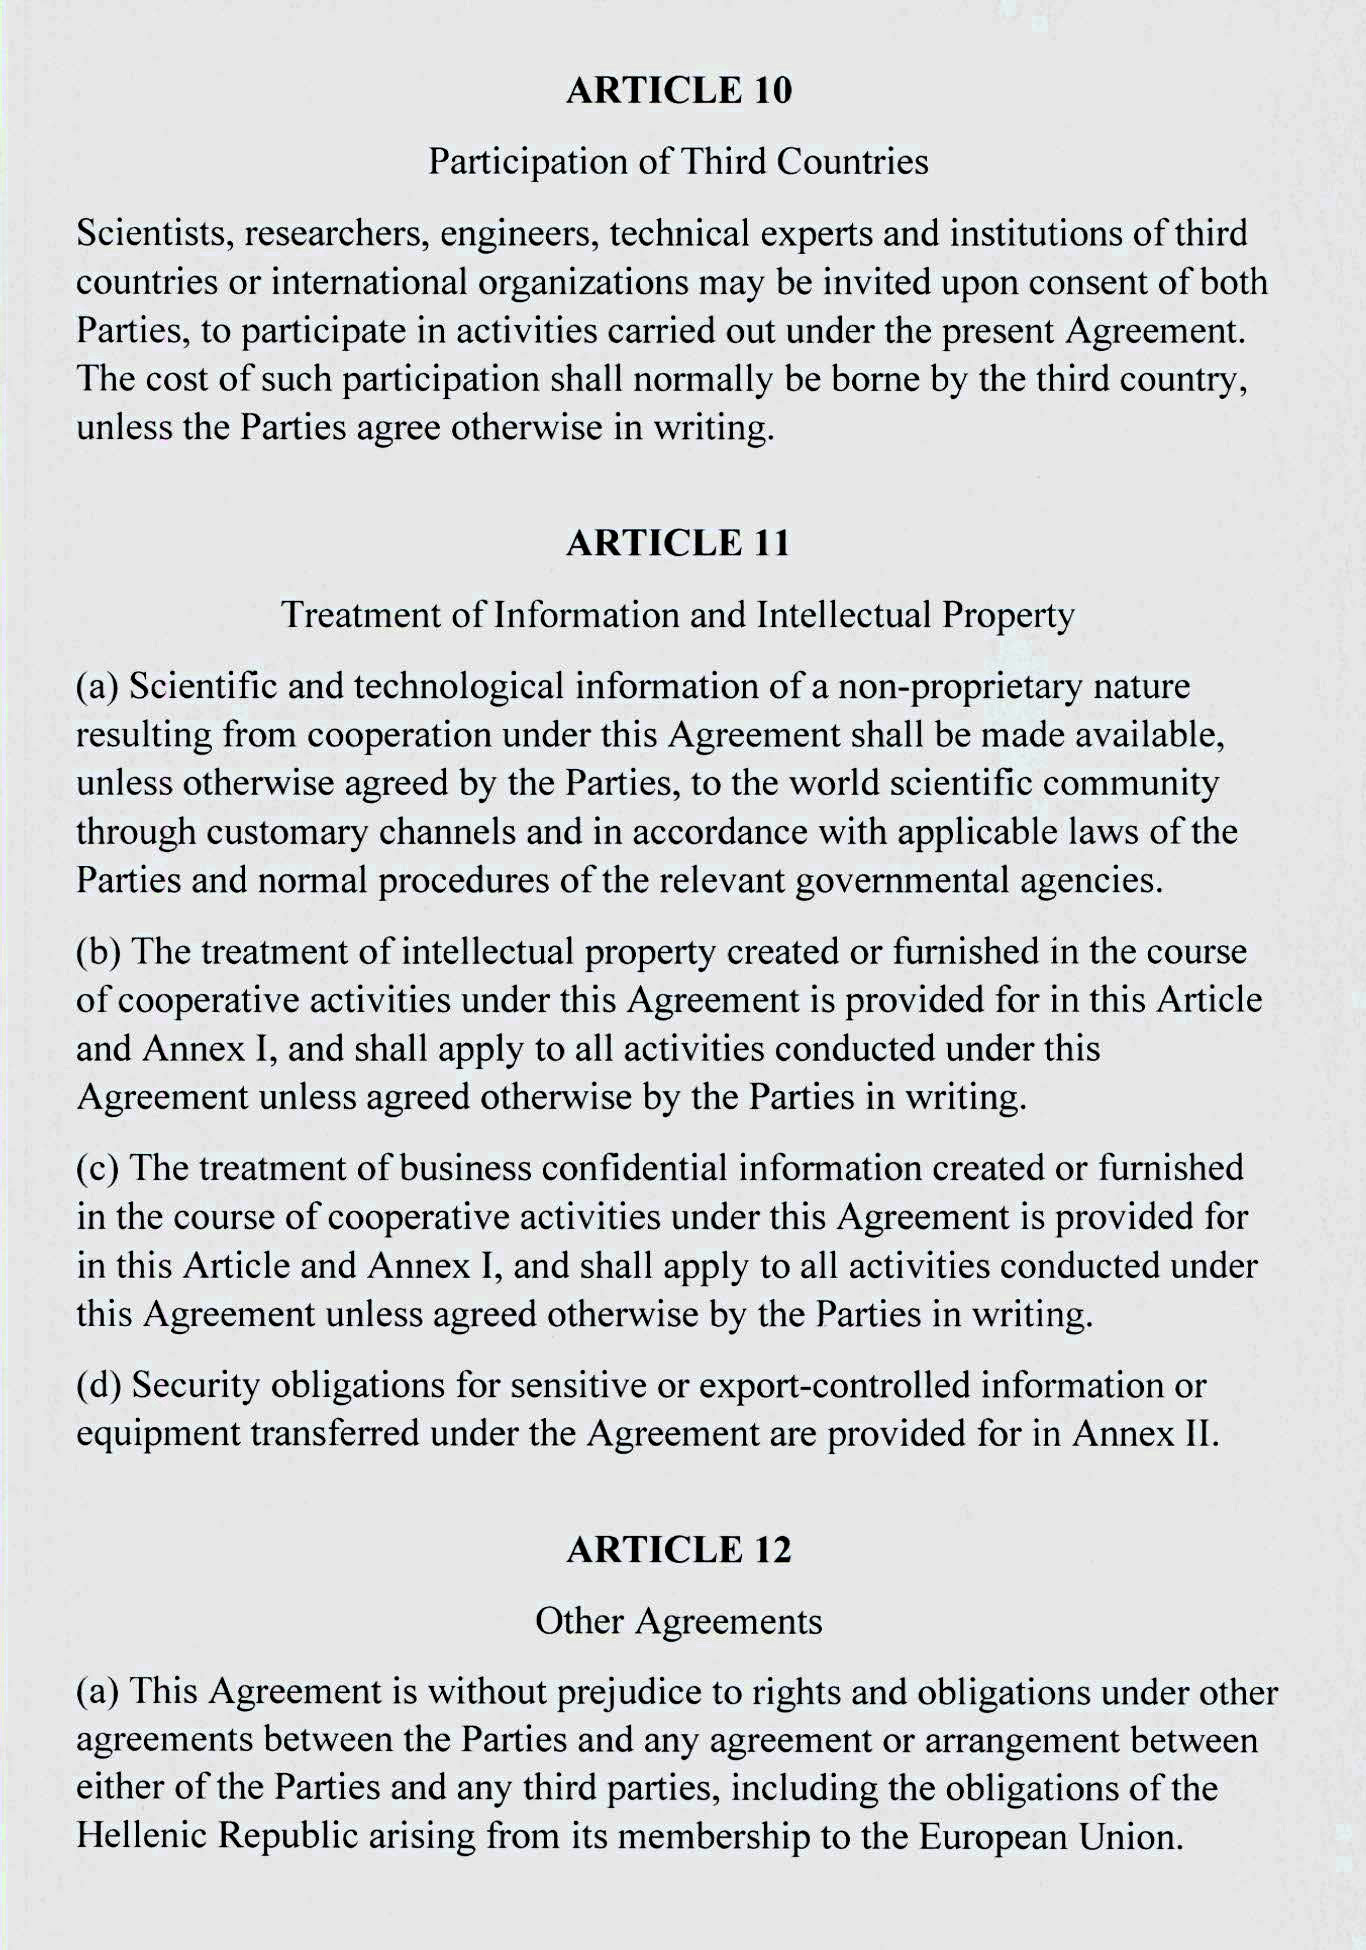 ARTICLE 10
Participation of Third Countries
Scientists, researchers, engineers, technical experts and institutions of third
countries or international organizations may be invited upon consent of both
Parties, to participate in activities carried out under the present Agreement.
The cost of such participation shall normally be borne by the third country,
unless the Parties agree otherwise in writing.
ARTICLE 11
Treatment of Information and Intellectual Property
(a) Scientific and technological information of a non-proprietary nature
resulting from cooperation under this Agreement shall be made available,
unless otherwise agreed by the Parties, to the world scientific community
through customary channels and in accordance with applicable laws of the
Parties and normal procedures of the relevant governmental agencies.
(b) The treatment of intellectual property created or furnished in the course
of cooperative activities under this Agreement is provided for in this Article
and Annex I, and shall apply to all activities conducted under this
Agreement unless agreed otherwise by the Parties in writing.
(c) The treatment of business confidential information created or furnished
in the course of cooperative activities under this Agreement is provided for
in this Article and Annex I, and shall apply to all activities conducted under
this Agreement unless agreed otherwise by the Parties in writing.
(d) Security obligations for sensitive or export-controlled information or
equipment transferred under the Agreement are provided for in Annex II.
ARTICLE 12
Other Agreements
(a) This Agreement is without prejudice to rights and obligations under other
agreements between the Parties and any agreement or arrangement between
either of the Parties and any third parties, including the obligations of the
Hellenic Republic arising from its membership to the European Union.